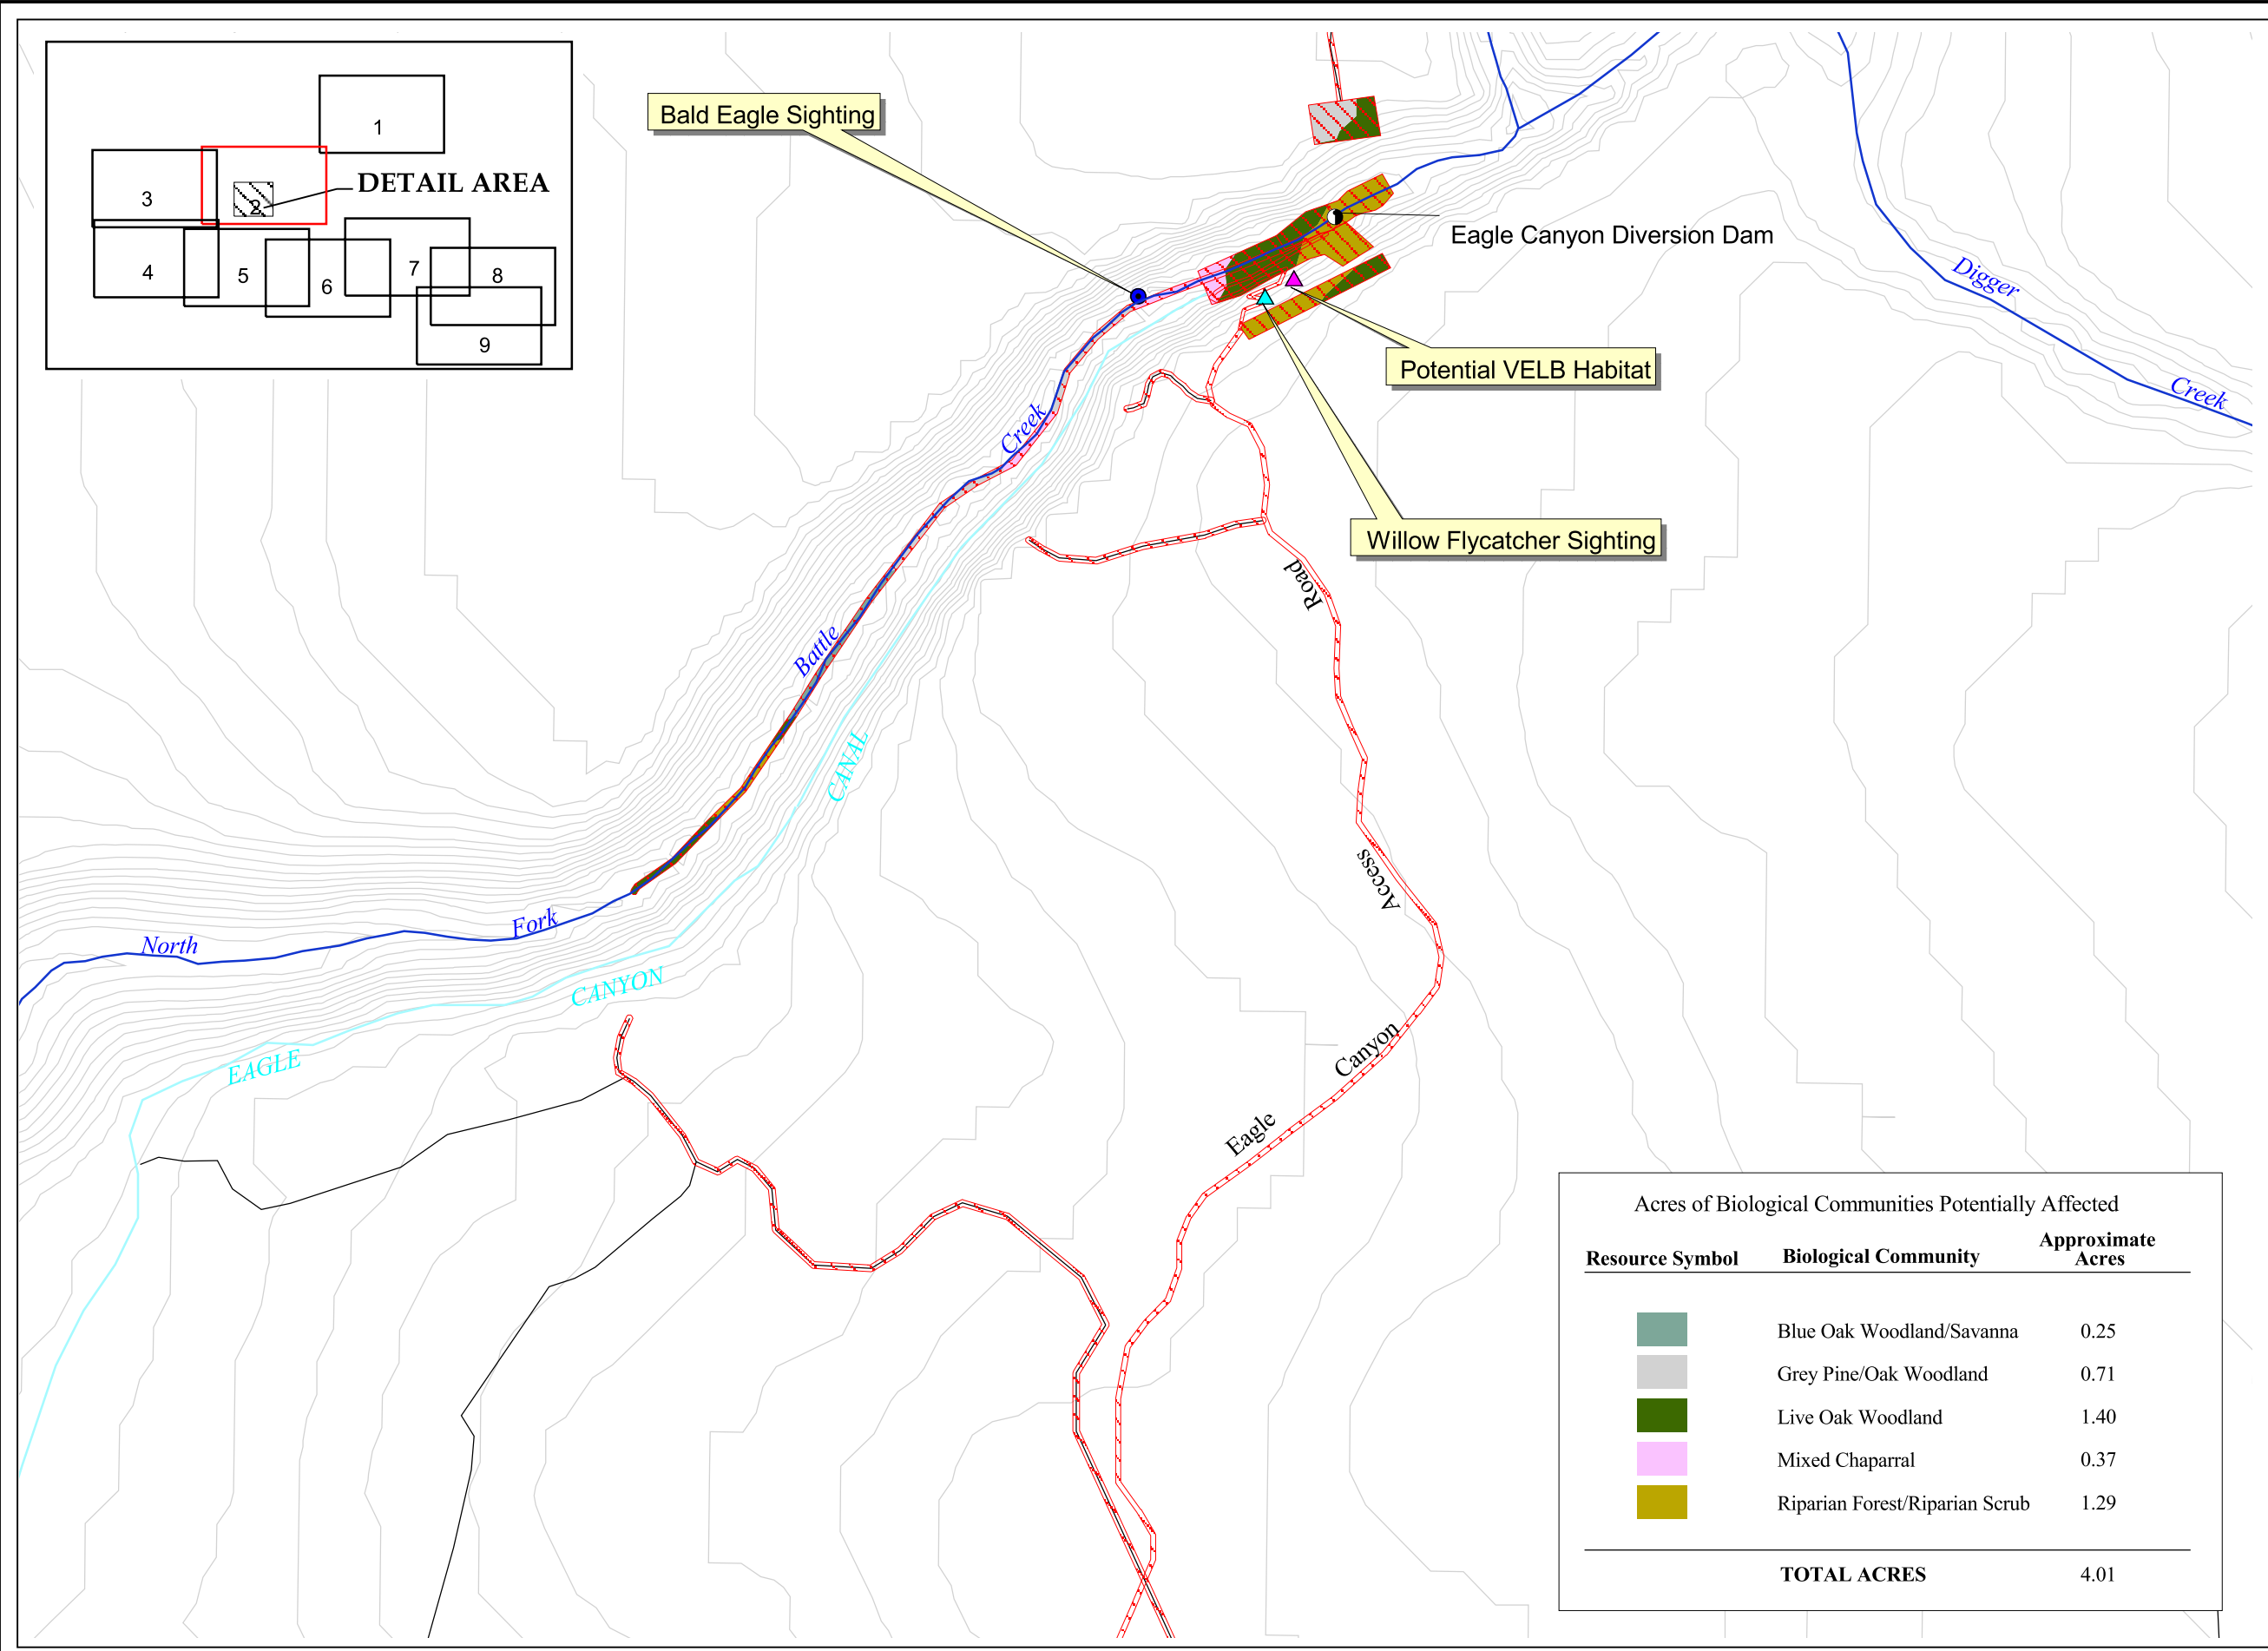 1
3
2
DETAIL AREA
4
5
6
7
8
9
Bald Eagle Sighting
Eagle Canyon Diversion Dam
Digger
Creek
Potential VELB Habitat
Willow Flycatcher Sighting
North
Fork
Battle
Creek
EAGLE
CANYON
CANAL
Eagle
Canyon
Access
Road
Acres of Biological Communities Potentially Affected
Resource Symbol Biological Community Approximate Acres
Blue Oak Woodland/Savanna 0.25
Grey Pine/Oak Woodland 0.71
Live Oak Woodland 1.40
Mixed Chaparral 0.37
Riparian Forest/Riparian Scrub 1.29
TOTAL ACRES 4.01